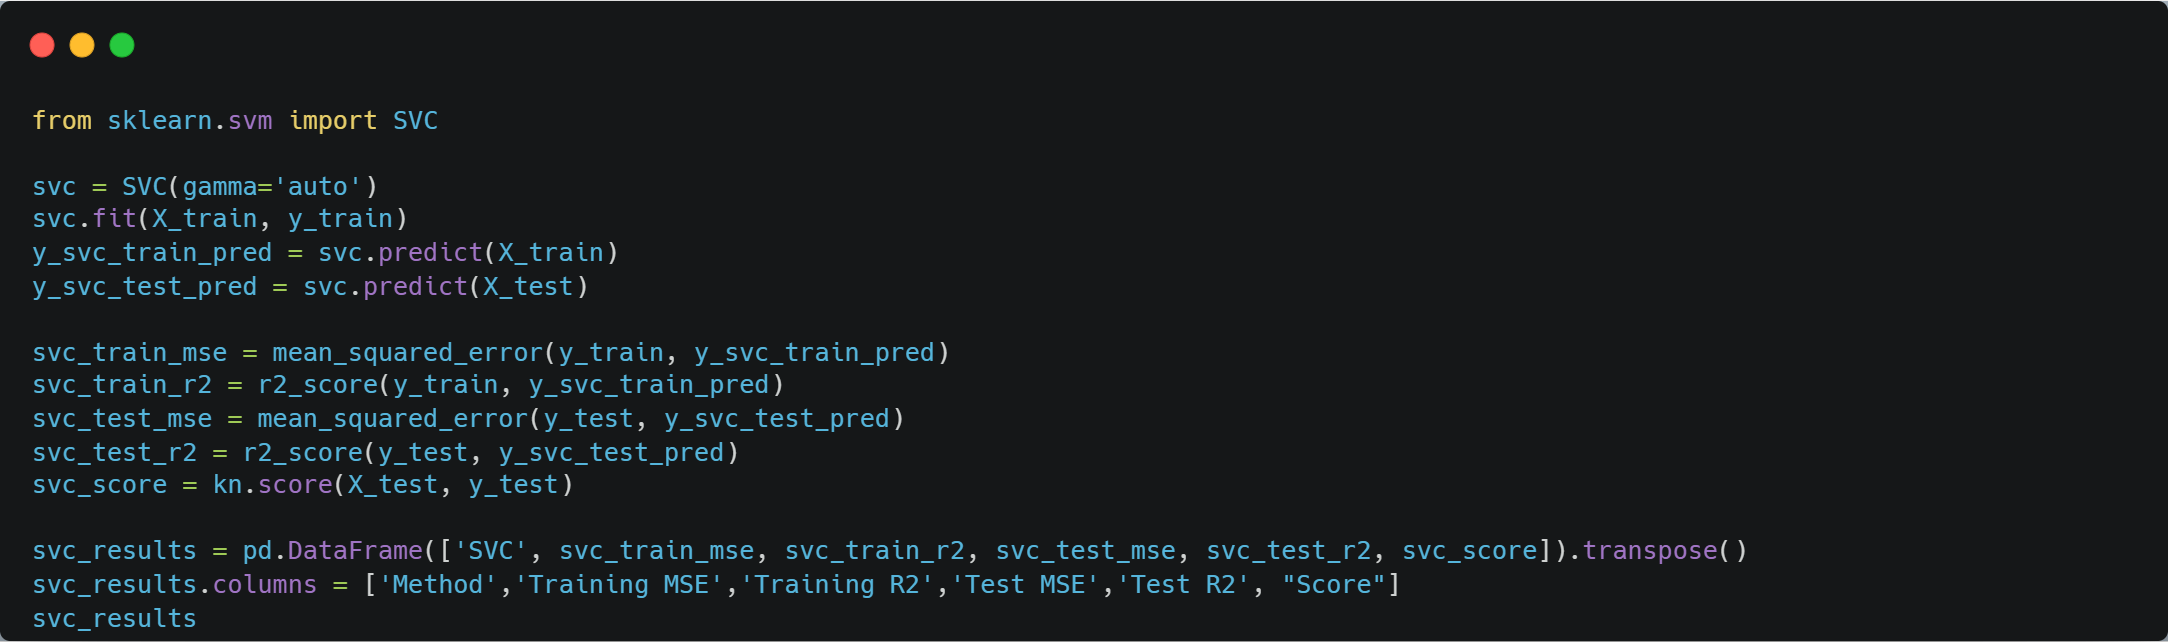 from sklearn.svm import SVC
svc = SVC(gamma='auto')
svc.fit(X_train, y_train)
y_svc_train_pred = svc.predict(X_train)
y_svc_test_pred = svc.predict(X_test)
svc_train_mse = mean_squared_error(y_train, y_svc_train_pred)
svc_train_r2 = r2_score(y_train, y_svc_train_pred)
svc_test_mse = mean_squared_error(y_test, y_svc_test_pred)
svc_test_r2 = r2_score(y_test, y_svc_test_pred)
svc_score = kn.score(X_test, y_test)
svc_results = pd.DataFrame(['SVC', svc_train_mse, svc_train_r2, svc_test_mse, svc_test_r2, svc_score]).transpose()
svc_results.columns = ['Method','Training MSE','Training R2','Test MSE','Test R2', "Score"]
svc_results